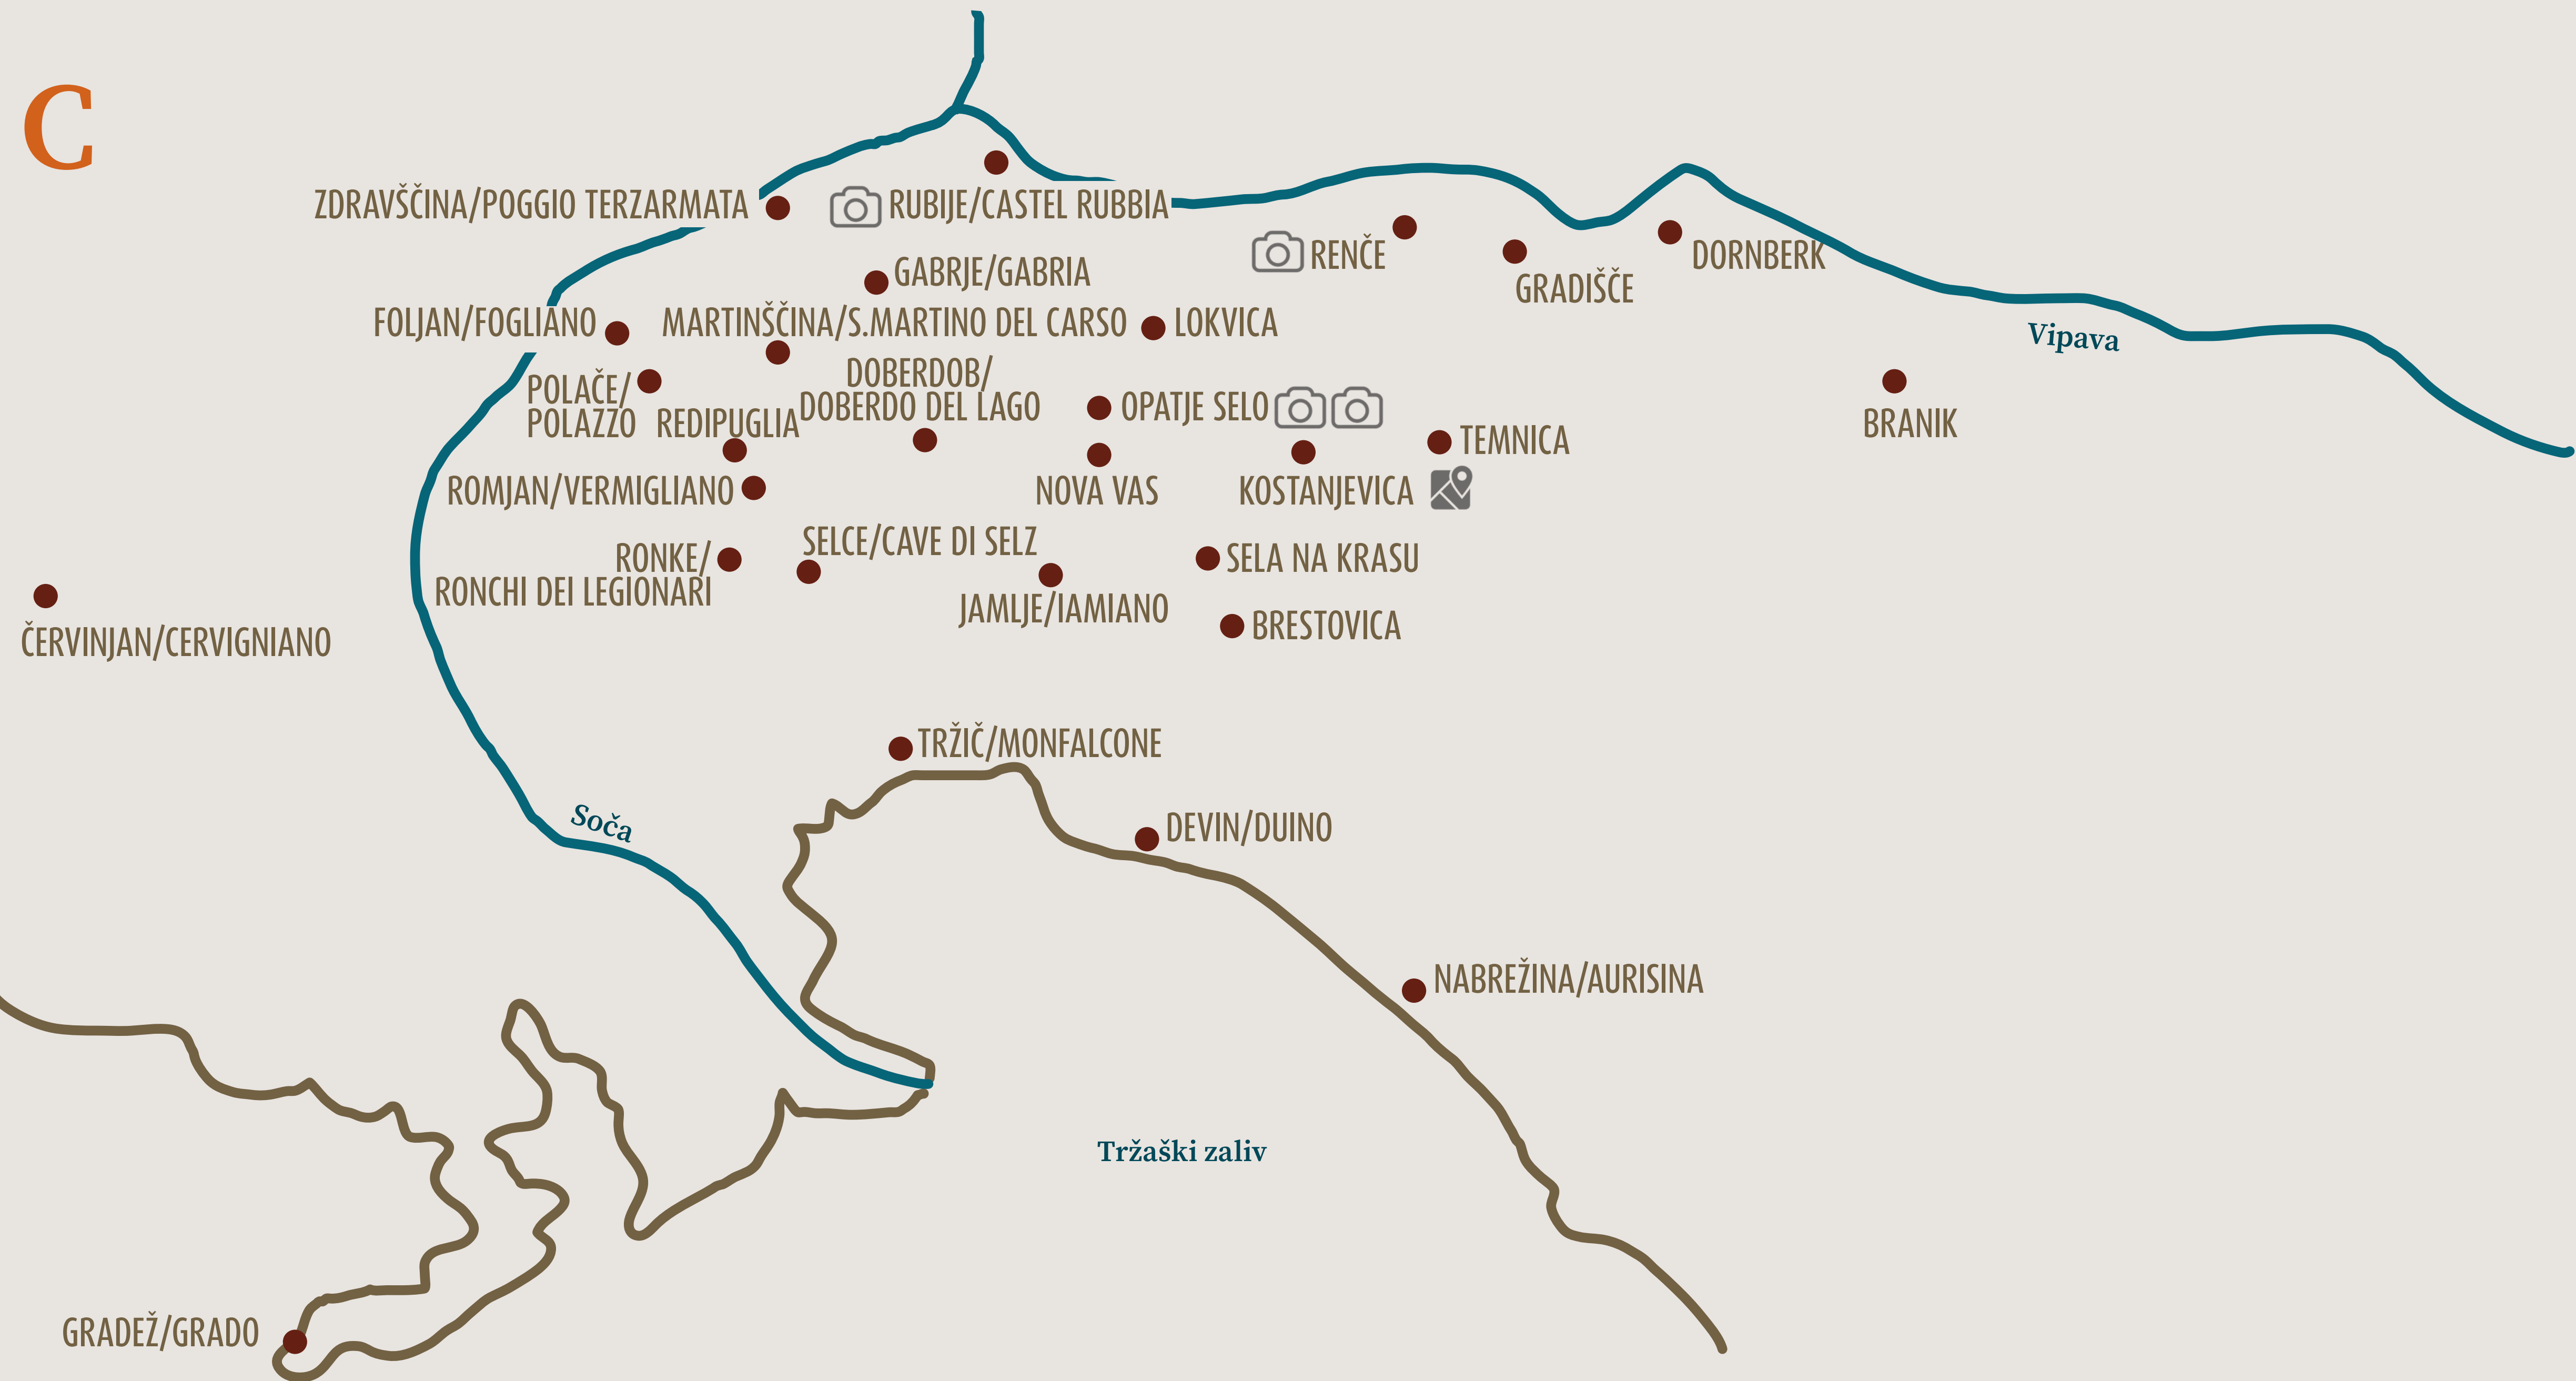 C
ZDRAVŠČINA/POGGIO TERZARMATA
RUBIJE/CASTEL RUBBIA
RENČE
DORNBERK
GABRJE/GABRIA
GRADIŠČE
FOLJAN/FOGLIANO
MARTINŠČINA/S.MARTINO DEL CARSO
LOKVICA
Vipava
DOBERDOB/
DOBERDO DEL LAGO
POLAČE/
POLAZZO
REDIPUGLIA
OPATJE SELO
BRANIK
TEMNICA
ROMJAN/VERMIGLIANO
NOVA VAS
KOSTANJEVICA
SELCE/CAVE DI SELZ
RONKE/
RONCHI DEI LEGIONARI
SELA NA KRASU
JAMLJE/IAMIANO
BRESTOVICA
ČERVINJAN/CERVIGNIANO
TRŽIČ/MONFALCONE
Soča
DEVIN/DUINO
NABREŽINA/AURISINA
Tržaški zaliv
GRADEŽ/GRADO